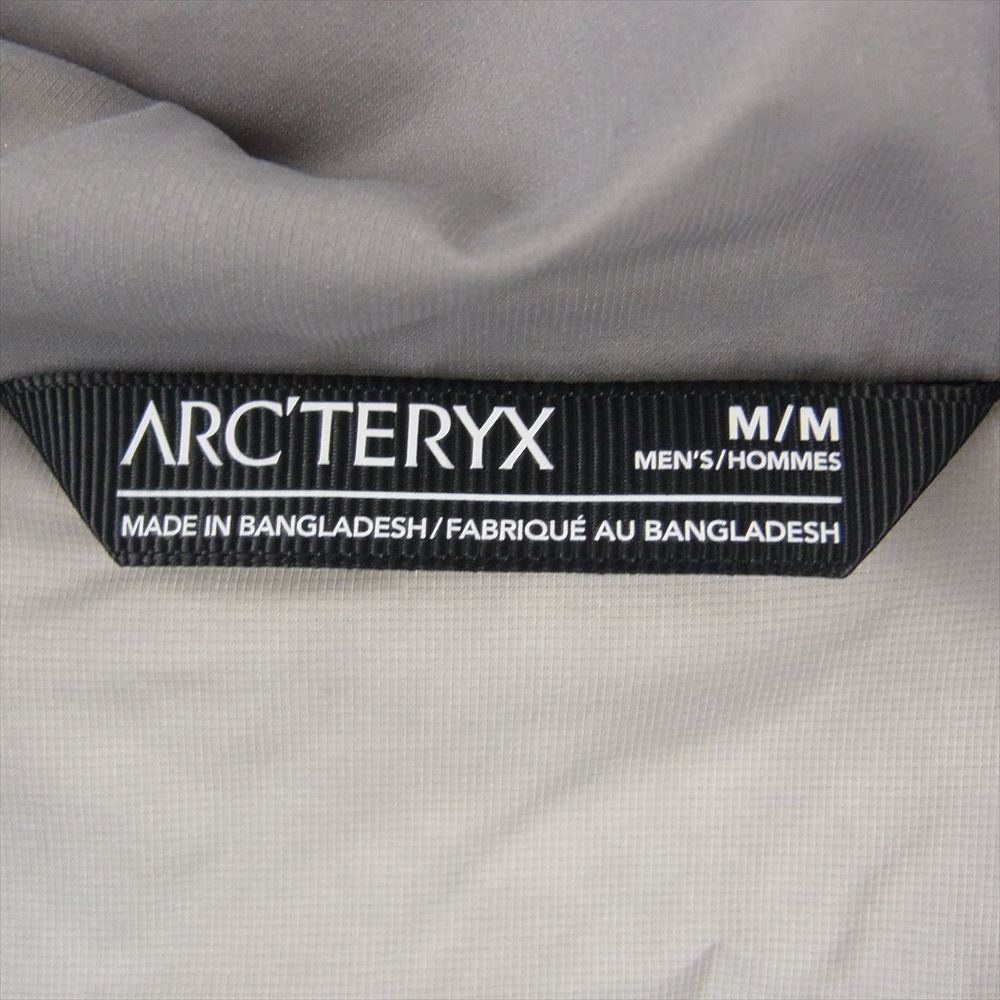 ARC'TERYX
M/M
MEN'S/HOMMES
MADE IN BANGLADESH/FABRIQUÉ AU BANGLADESH